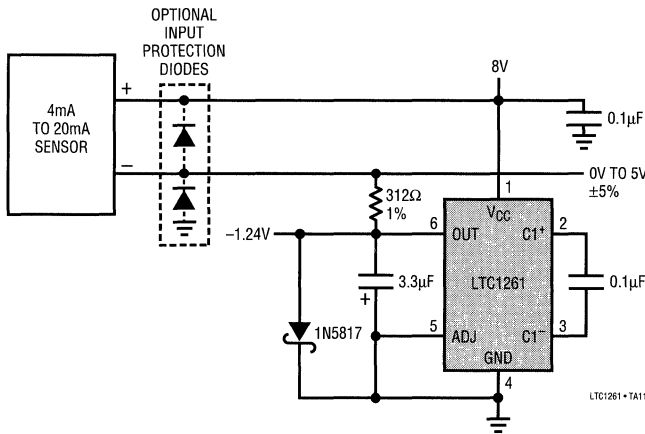 OPTIONAL
INPUT
PROTECTION
DIODES
8V
+
4mA
TO 20mA
SENSOR
0.1µF
–
0V TO 5V
±5%
312Ω
1%
1
VCC
–1.24V
6
OUT
C1+
2
3.3µF
+
LTC1261
0.1µF
1N5817
5
ADJ
C1–
3
GND
4
LTC1261 • TA11